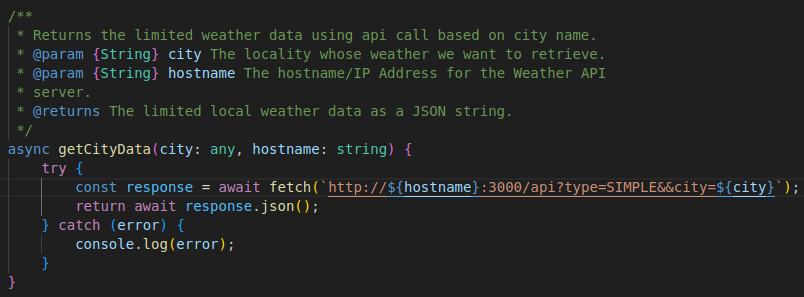 /**
 * Returns the limited weather data using api call based on city name.
 * @param {String} city The locality whose weather we want to retrieve.
 * @param {String} hostname The hostname/IP Address for the Weather API
 * server.
 * @returns The limited local weather data as a JSON string.
 */
async getCityData(city: any, hostname: string) {
    try {
        const response = await fetch(`http://${hostname}:3000/api?type=SIMPLE&&city=${city}`);
        return await response.json();
    } catch (error) {
        console.log(error);
    }
}